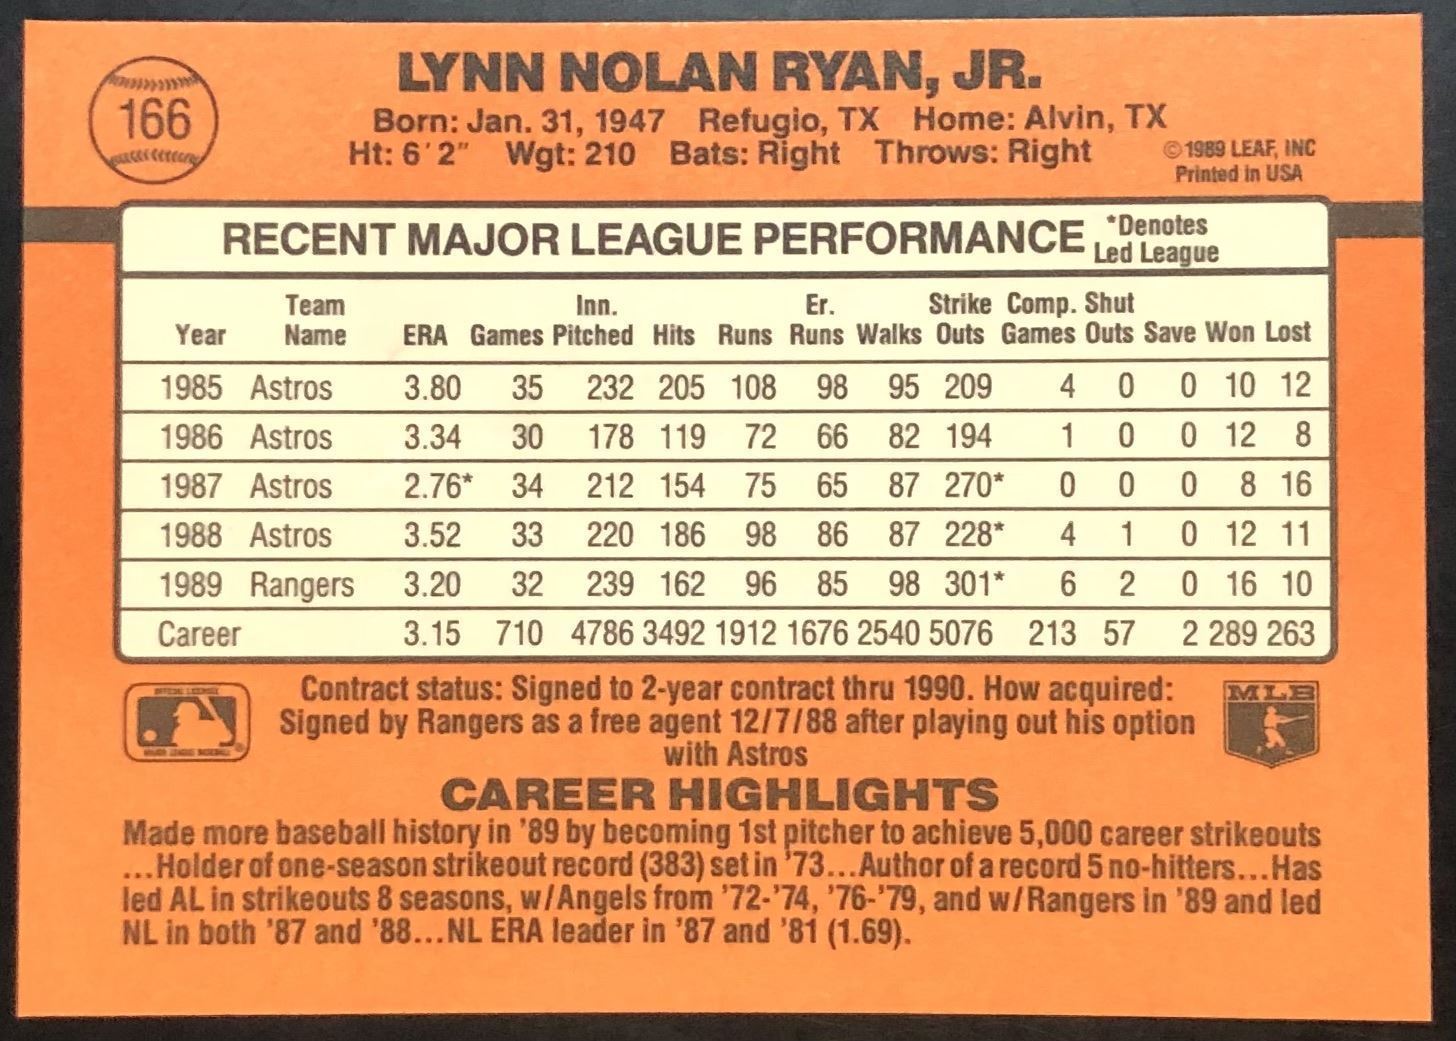 166
LYNN NOLAN RYAN, JR.
Born: Jan. 31, 1947 Refugio, TX Home: Alvin, TX
Ht: 6'2" Wgt: 210 Bats: Right Throws: Right
©1989 LEAF, INC
Printed in USA
RECENT MAJOR LEAGUE PERFORMANCE *Denotes
Led League
Team Inn. Er. Strike Comp. Shut
Year Name ERA Games Pitched Hits Runs Runs Walks Outs Games Outs Save Won Lost
1985 Astros 3.80 35 232 205 108 98 95 209 4 0 0 10 12
1986 Astros 3.34 30 178 119 72 66 82 194 1 0 0 12 8
1987 Astros 2.76* 34 212 154 75 65 87 270* 0 0 0 8 16
1988 Astros 3.52 33 220 186 98 86 87 228* 4 1 0 12 11
1989 Rangers 3.20 32 239 162 96 85 98 301* 6 2 0 16 10
Career 3.15 710 4786 3492 1912 1676 2540 5076 213 57 2 289 263
Contract status: Signed to 2-year contract thru 1990. How acquired:
Signed by Rangers as a free agent 12/7/88 after playing out his option
with Astros
OFFICIAL LICENSEE
MAJOR LEAGUE BASEBALL
MLB
CAREER HIGHLIGHTS
Made more baseball history in '89 by becoming 1st pitcher to achieve 5,000 career strikeouts
...Holder of one-season strikeout record (383) set in '73...Author of a record 5 no-hitters...Has
led AL in strikeouts 8 seasons, w/Angels from '72-'74, '76-'79, and w/Rangers in '89 and led
NL in both '87 and '88...NL ERA leader in '87 and '81 (1.69).